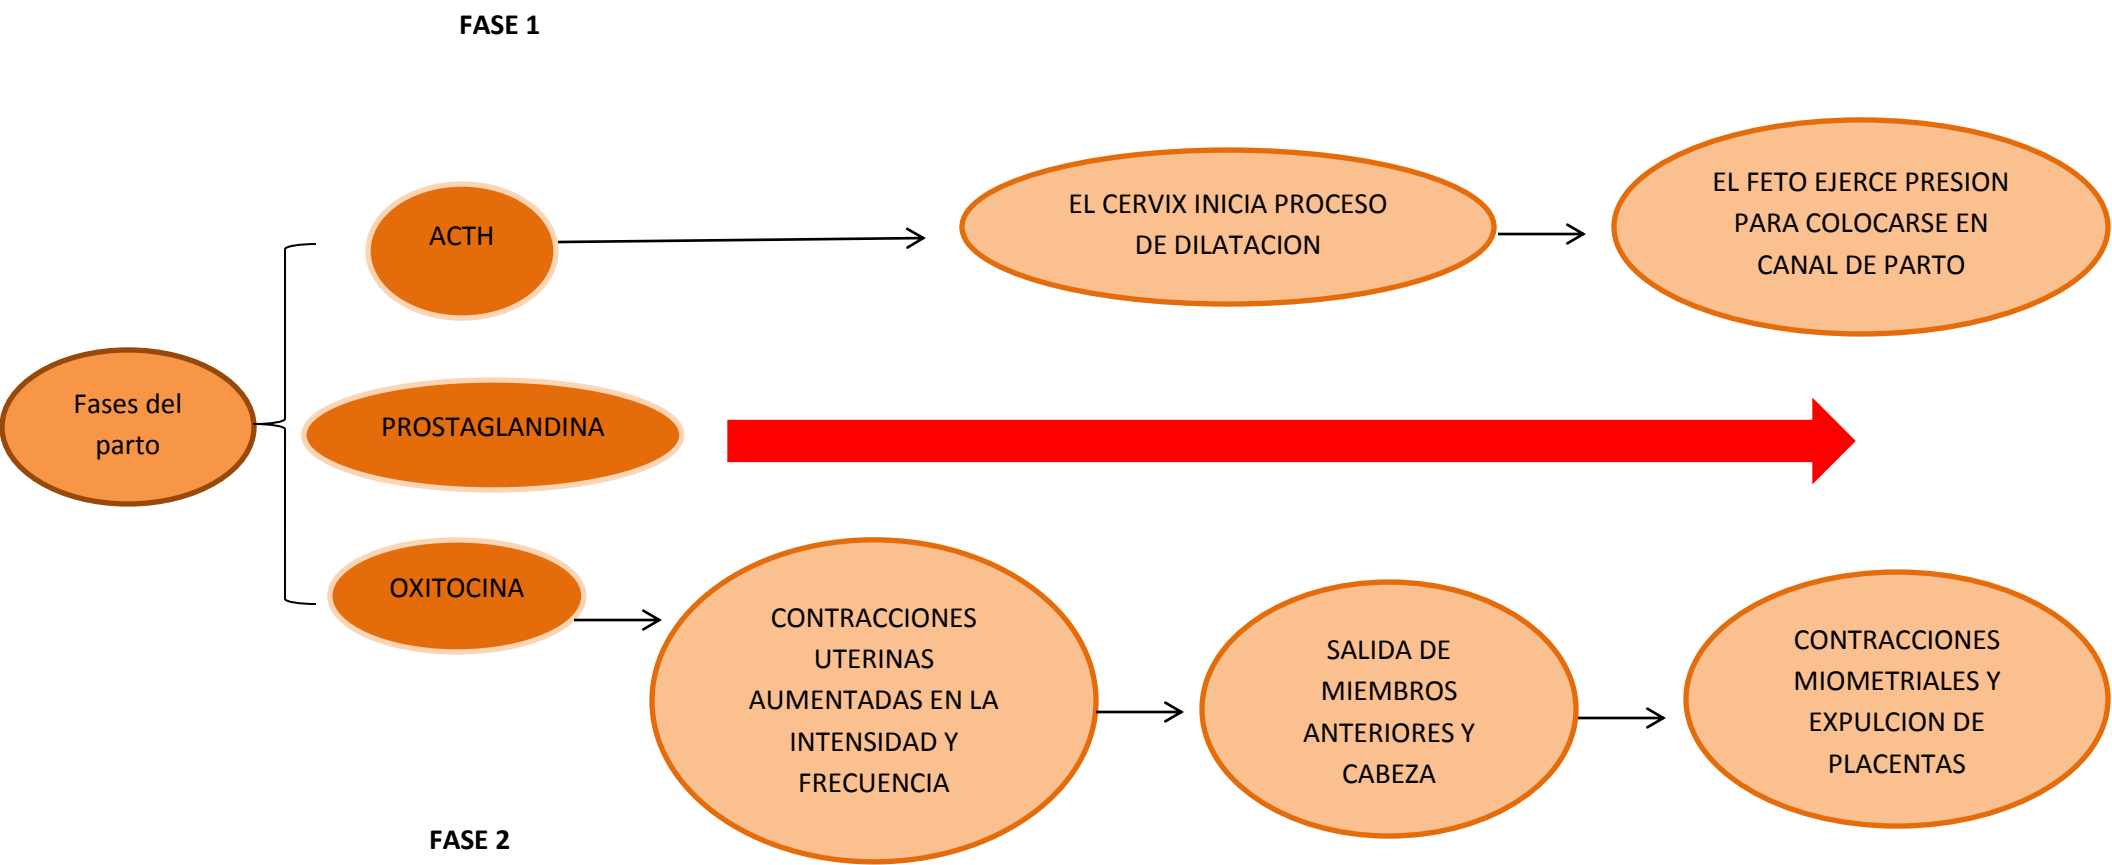 FASE 1
ACTH
EL CERVIX INICIA PROCESO
DE DILATACION
EL FETO EJERCE PRESION
PARA COLOCARSE EN
CANAL DE PARTO
Fases del
parto
PROSTAGLANDINA
OXITOCINA
CONTRACCIONES
UTERINAS
AUMENTADAS EN LA
INTENSIDAD Y
FRECUENCIA
SALIDA DE
MIEMBROS
ANTERIORES Y
CABEZA
CONTRACCIONES
MIOMETRIALES Y
EXPULCION DE
PLACENTAS
FASE 2